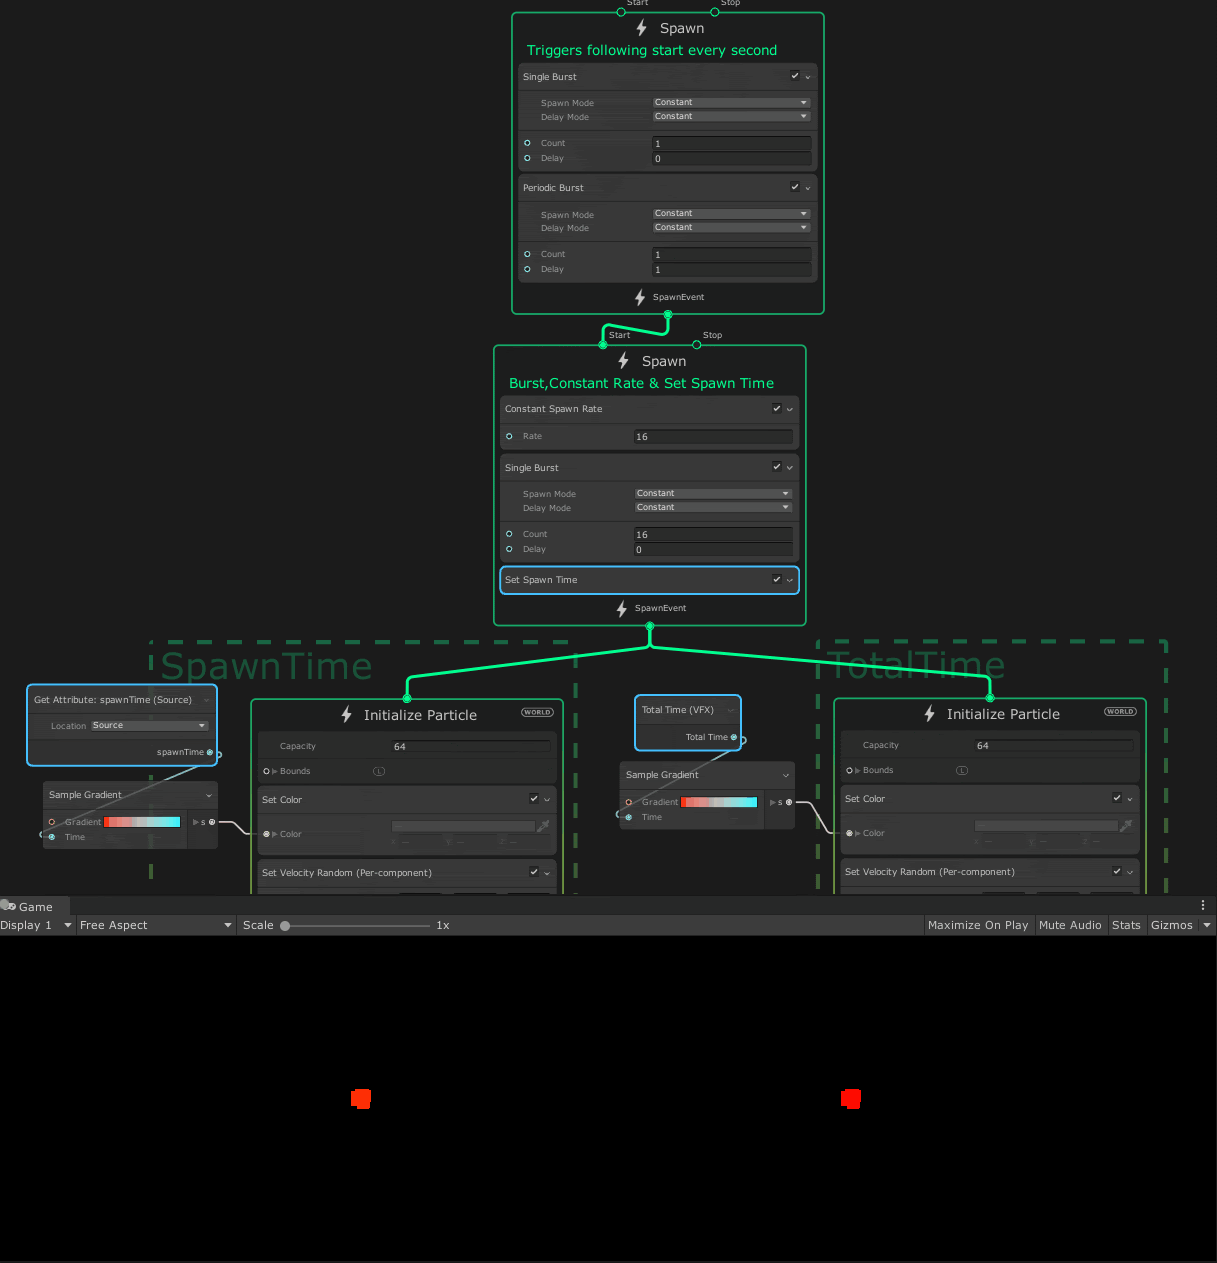 Start Stop
Spawn
Triggers following start every second
Single Burst
Spawn Mode Constant
Delay Mode Constant
Count 1
Delay 0
Periodic Burst
Spawn Mode Constant
Delay Mode Constant
Count 1
Delay 1
SpawnEvent
Start Stop
Spawn
Burst,Constant Rate & Set Spawn Time
Constant Spawn Rate
Rate 16
Single Burst
Spawn Mode Constant
Delay Mode Constant
Count 16
Delay 0
Set Spawn Time
SpawnEvent
SpawnTime
Get Attribute: spawnTime (Source)
Location Source
spawnTime
Sample Gradient
Gradient s
Time
Initialize Particle WORLD
Capacity 64
Bounds L
Set Color
Color
Set Velocity Random (Per-component)
TotalTime
Total Time (VFX)
Total Time
Sample Gradient
Gradient s
Time
Initialize Particle WORLD
Capacity 64
Bounds L
Set Color
Color
Set Velocity Random (Per-component)
Game
Display 1 Free Aspect Scale 1x Maximize On Play Mute Audio Stats Gizmos